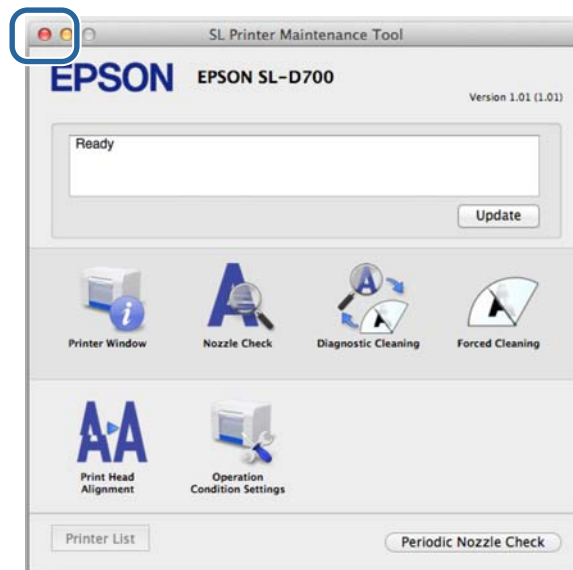 SL Printer Maintenance Tool
EPSON EPSON SL-D700
Version 1.01 (1.01)
Ready
Update
Printer Window Nozzle Check Diagnostic Cleaning Forced Cleaning
Print Head Operation
Alignment Condition Settings
Printer List Periodic Nozzle Check